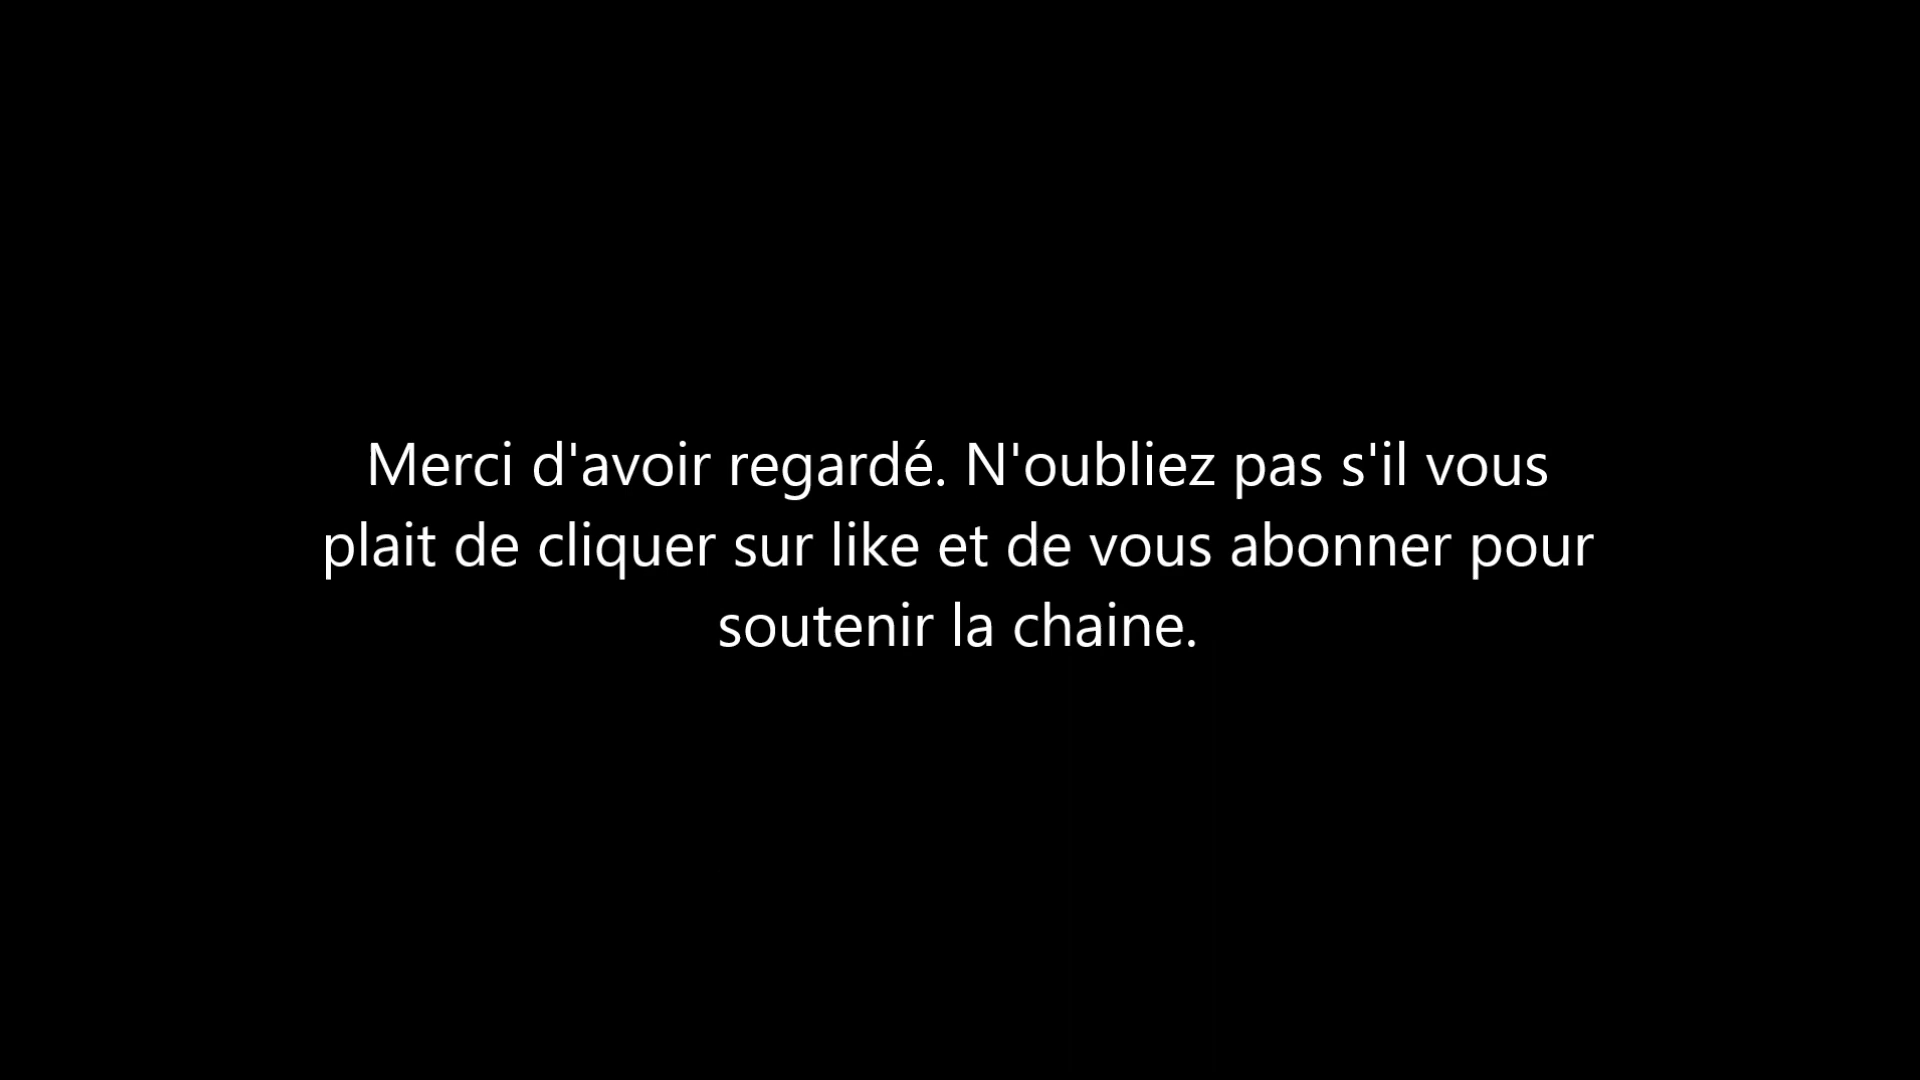 Merci d'avoir regardé. N'oubliez pas s'il vous
plait de cliquer sur like et de vous abonner pour
soutenir la chaine.